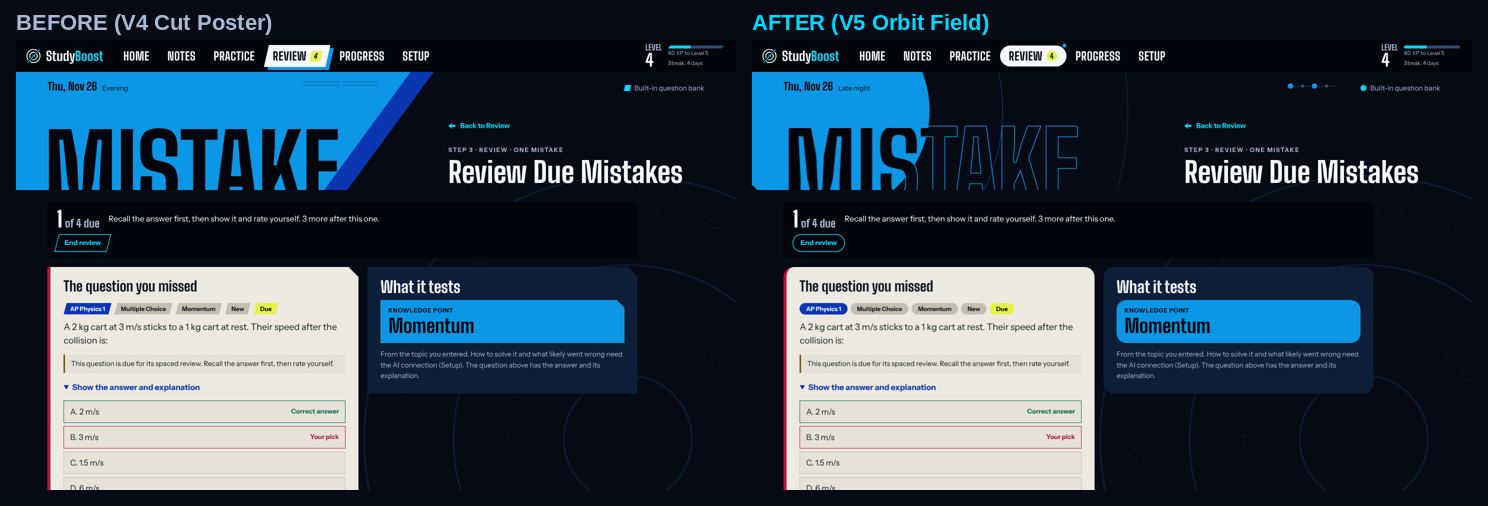 BEFORE (V4 Cut Poster)
StudyBoost HOME NOTES PRACTICE REVIEW 4 PROGRESS SETUP
LEVEL 4
60 XP to Level 5
Streak: 4 days
Thu, Nov 26 Evening
Built-in question bank
MISTAKE
Back to Review
STEP 3 · REVIEW · ONE MISTAKE
Review Due Mistakes
1 of 4 due Recall the answer first, then show it and rate yourself. 3 more after this one.
End review
The question you missed
AP Physics 1 Multiple Choice Momentum New Due
A 2 kg cart at 3 m/s sticks to a 1 kg cart at rest. Their speed after the
collision is:
This question is due for its spaced review. Recall the answer first, then rate yourself.
Show the answer and explanation
A. 2 m/s Correct answer
B. 3 m/s Your pick
C. 1.5 m/s
D. 6 m/s
What it tests
KNOWLEDGE POINT
Momentum
From the topic you entered. How to solve it and what likely went wrong need
the AI connection (Setup). The question above has the answer and its
explanation.
AFTER (V5 Orbit Field)
StudyBoost HOME NOTES PRACTICE REVIEW 4 PROGRESS SETUP
LEVEL 4
60 XP to Level 5
Streak: 4 days
Thu, Nov 26 Late night
Built-in question bank
MISTAKE
Back to Review
STEP 3 · REVIEW · ONE MISTAKE
Review Due Mistakes
1 of 4 due Recall the answer first, then show it and rate yourself. 3 more after this one.
End review
The question you missed
AP Physics 1 Multiple Choice Momentum New Due
A 2 kg cart at 3 m/s sticks to a 1 kg cart at rest. Their speed after the
collision is:
This question is due for its spaced review. Recall the answer first, then rate yourself.
Show the answer and explanation
A. 2 m/s Correct answer
B. 3 m/s Your pick
C. 1.5 m/s
D. 6 m/s
What it tests
KNOWLEDGE POINT
Momentum
From the topic you entered. How to solve it and what likely went wrong need
the AI connection (Setup). The question above has the answer and its
explanation.